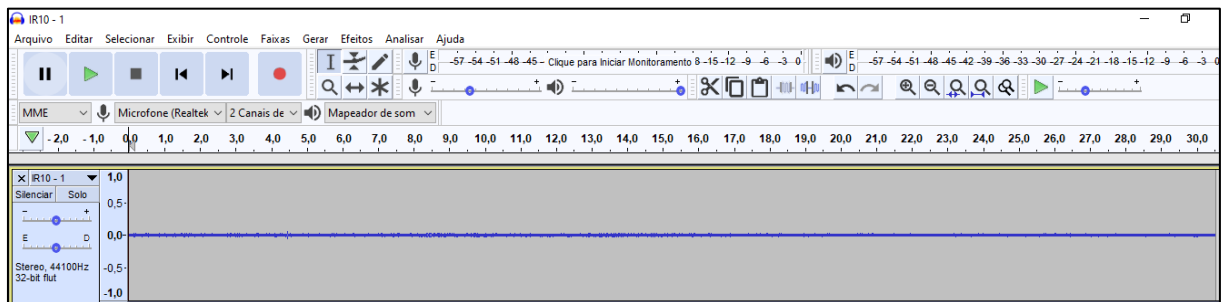 IR10 - 1
Arquivo Editar Selecionar Exibir Controle Faixas Gerar Efeitos Analisar Ajuda
E D -57 -54 -51 -48 -45 – Clique para Iniciar Monitoramento 8 -15 -12 -9 -6 -3 0 E D -57 -54 -51 -48 -45 -42 -39 -36 -33 -30 -27 -24 -21 -18 -15 -12 -9 -6 -3 0
- + - + - +
MME Microfone (Realtek 2 Canais de Mapeador de som
- 2,0 - 1,0 0,0 1,0 2,0 3,0 4,0 5,0 6,0 7,0 8,0 9,0 10,0 11,0 12,0 13,0 14,0 15,0 16,0 17,0 18,0 19,0 20,0 21,0 22,0 23,0 24,0 25,0 26,0 27,0 28,0 29,0 30,0
X IR10 - 1 1,0
Silenciar Solo
- + 0,5
E D 0,0
Stereo, 44100Hz -0,5
32-bit flut
-1,0